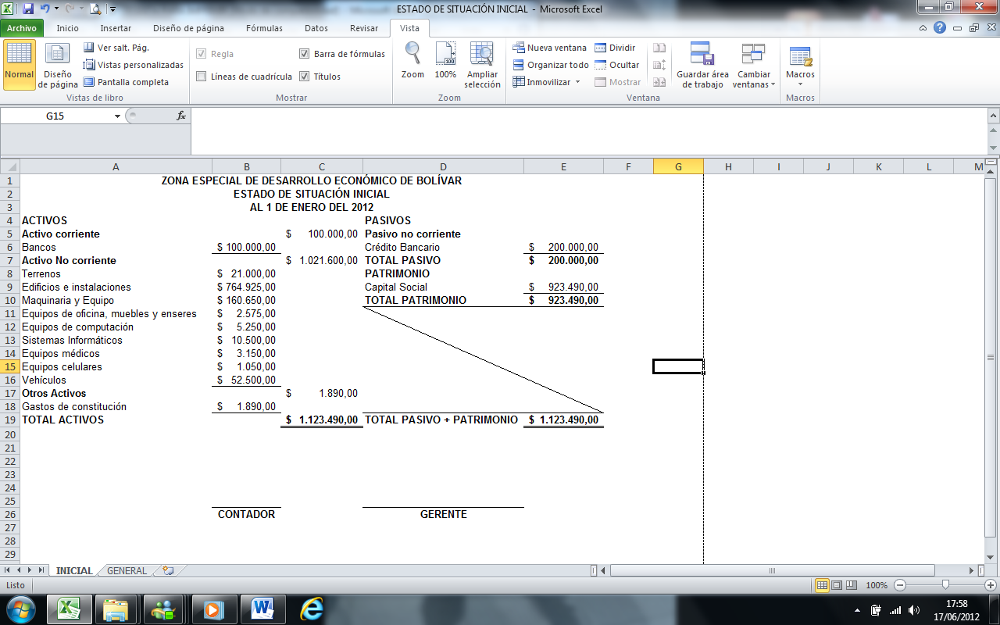 ESTADO DE SITUACIÓN INICIAL - Microsoft Excel
Archivo Inicio Insertar Diseño de página Fórmulas Datos Revisar Vista
Normal
Diseño de página
Ver salt. Pág.
Vistas personalizadas
Pantalla completa
Vistas de libro
Regla
Líneas de cuadrícula
Barra de fórmulas
Títulos
Mostrar
Zoom
100%
Ampliar selección
Zoom
Nueva ventana
Organizar todo
Inmovilizar
Dividir
Ocultar
Mostrar
Guardar área de trabajo
Cambiar ventanas
Ventana
Macros
Macros
G15 fx
A B C D E F G H I J K L M
1 ZONA ESPECIAL DE DESARROLLO ECONÓMICO DE BOLÍVAR
2 ESTADO DE SITUACIÓN INICIAL
3 AL 1 DE ENERO DEL 2012
4 ACTIVOS PASIVOS
5 Activo corriente $ 100.000,00 Pasivo no corriente
6 Bancos $ 100.000,00 Crédito Bancario $ 200.000,00
7 Activo No corriente $ 1.021.600,00 TOTAL PASIVO $ 200.000,00
8 Terrenos $ 21.000,00 PATRIMONIO
9 Edificios e instalaciones $ 764.925,00 Capital Social $ 923.490,00
10 Maquinaria y Equipo $ 160.650,00 TOTAL PATRIMONIO $ 923.490,00
11 Equipos de oficina, muebles y enseres $ 2.575,00
12 Equipos de computación $ 5.250,00
13 Sistemas Informáticos $ 10.500,00
14 Equipos médicos $ 3.150,00
15 Equipos celulares $ 1.050,00
16 Vehículos $ 52.500,00
17 Otros Activos $ 1.890,00
18 Gastos de constitución $ 1.890,00
19 TOTAL ACTIVOS $ 1.123.490,00 TOTAL PASIVO + PATRIMONIO $ 1.123.490,00
20
21
22
23
24
25
26 CONTADOR GERENTE
27
28
29
INICIAL GENERAL
Listo 100%
17:58
17/06/2012